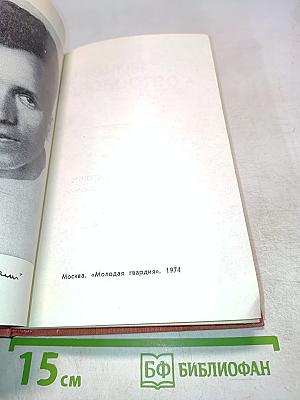 Москва. «Молодая гвардия». 1974
15 см
БФ БИБЛИОФАН